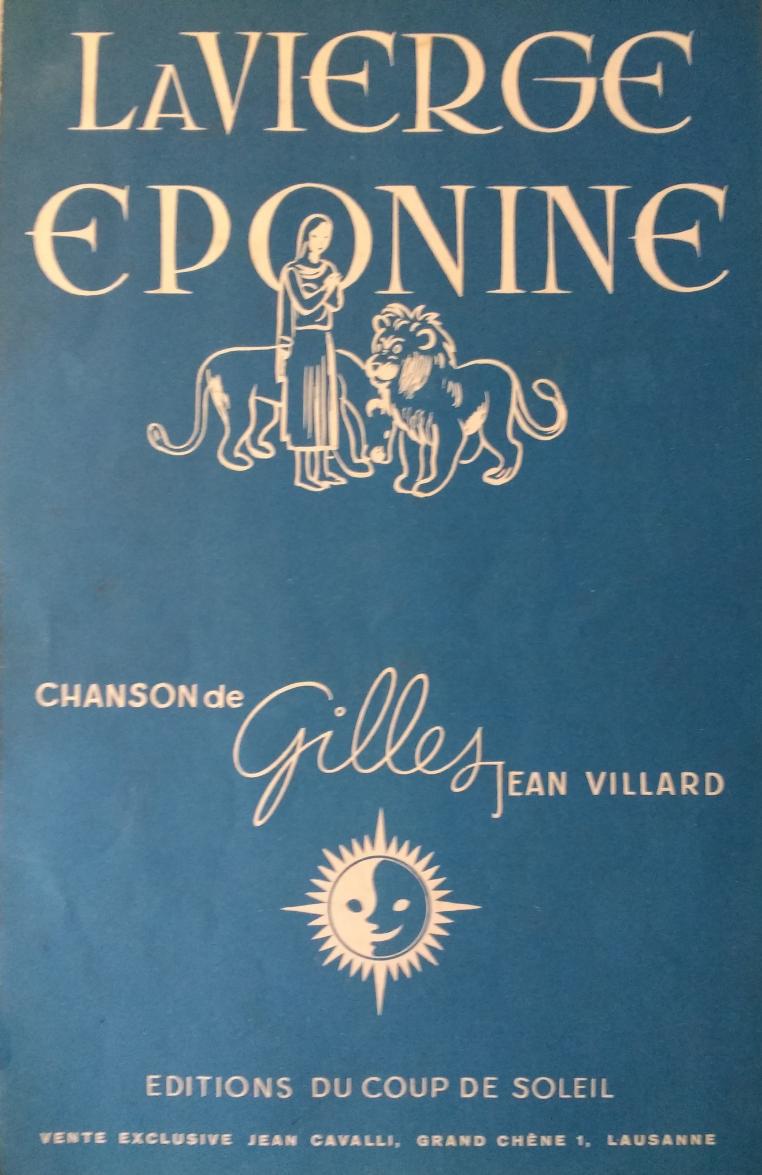 LA VIERGE
EPONINE
CHANSON de Gilles
JEAN VILLARD
EDITIONS DU COUP DE SOLEIL
VENTE EXCLUSIVE JEAN CAVALLI, GRAND CHÊNE 1, LAUSANNE